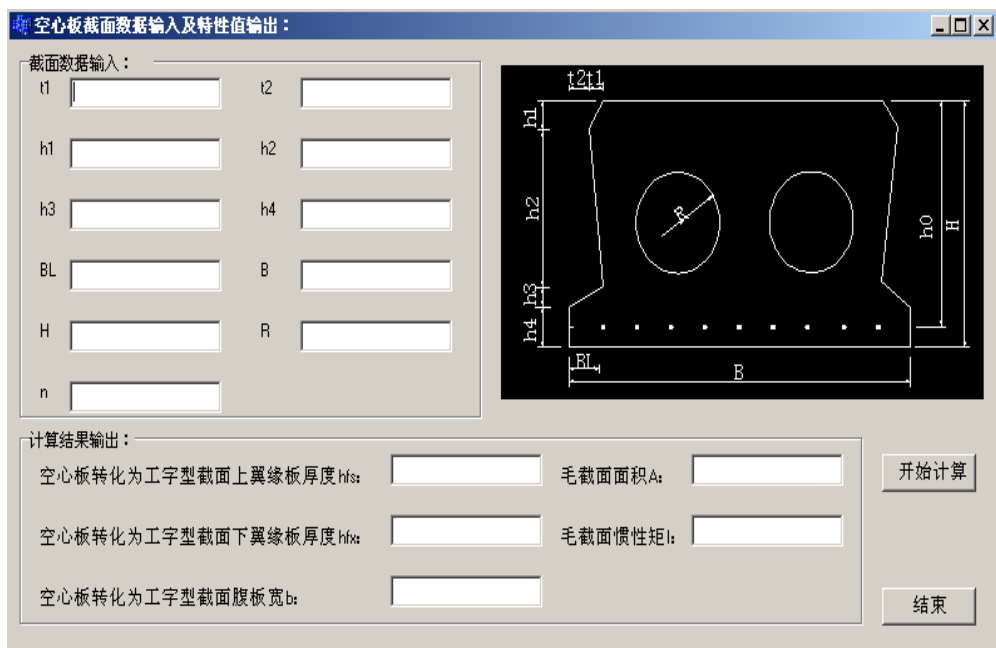 空心板截面数据输入及特性值输出：
截面数据输入：
t1
t2
h1
h2
h3
h4
BL
B
H
R
n
t2t1
h1
h2
h3
h4
R
h0
H
BL
B
计算结果输出：
空心板转化为工字型截面上翼缘板厚度hfs:
毛截面面积A:
开始计算
空心板转化为工字型截面下翼缘板厚度hfx:
毛截面惯性矩I:
空心板转化为工字型截面腹板宽b:
结束